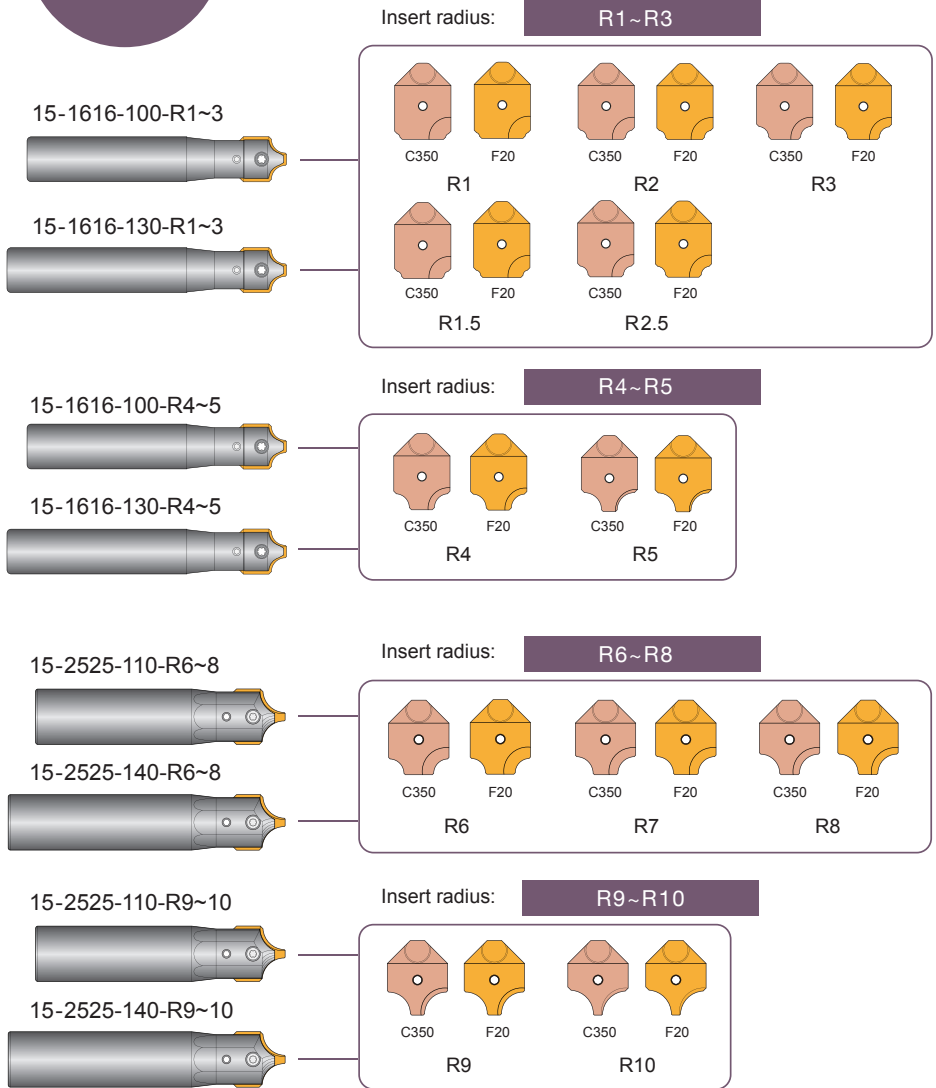 Insert radius: R1~R3
15-1616-100-R1~3
C350 F20 C350 F20 C350 F20
R1 R2 R3
15-1616-130-R1~3
C350 F20 C350 F20
R1.5 R2.5
Insert radius: R4~R5
15-1616-100-R4~5
15-1616-130-R4~5
C350 F20 C350 F20
R4 R5
Insert radius: R6~R8
15-2525-110-R6~8
15-2525-140-R6~8
C350 F20 C350 F20 C350 F20
R6 R7 R8
Insert radius: R9~R10
15-2525-110-R9~10
15-2525-140-R9~10
C350 F20 C350 F20
R9 R10